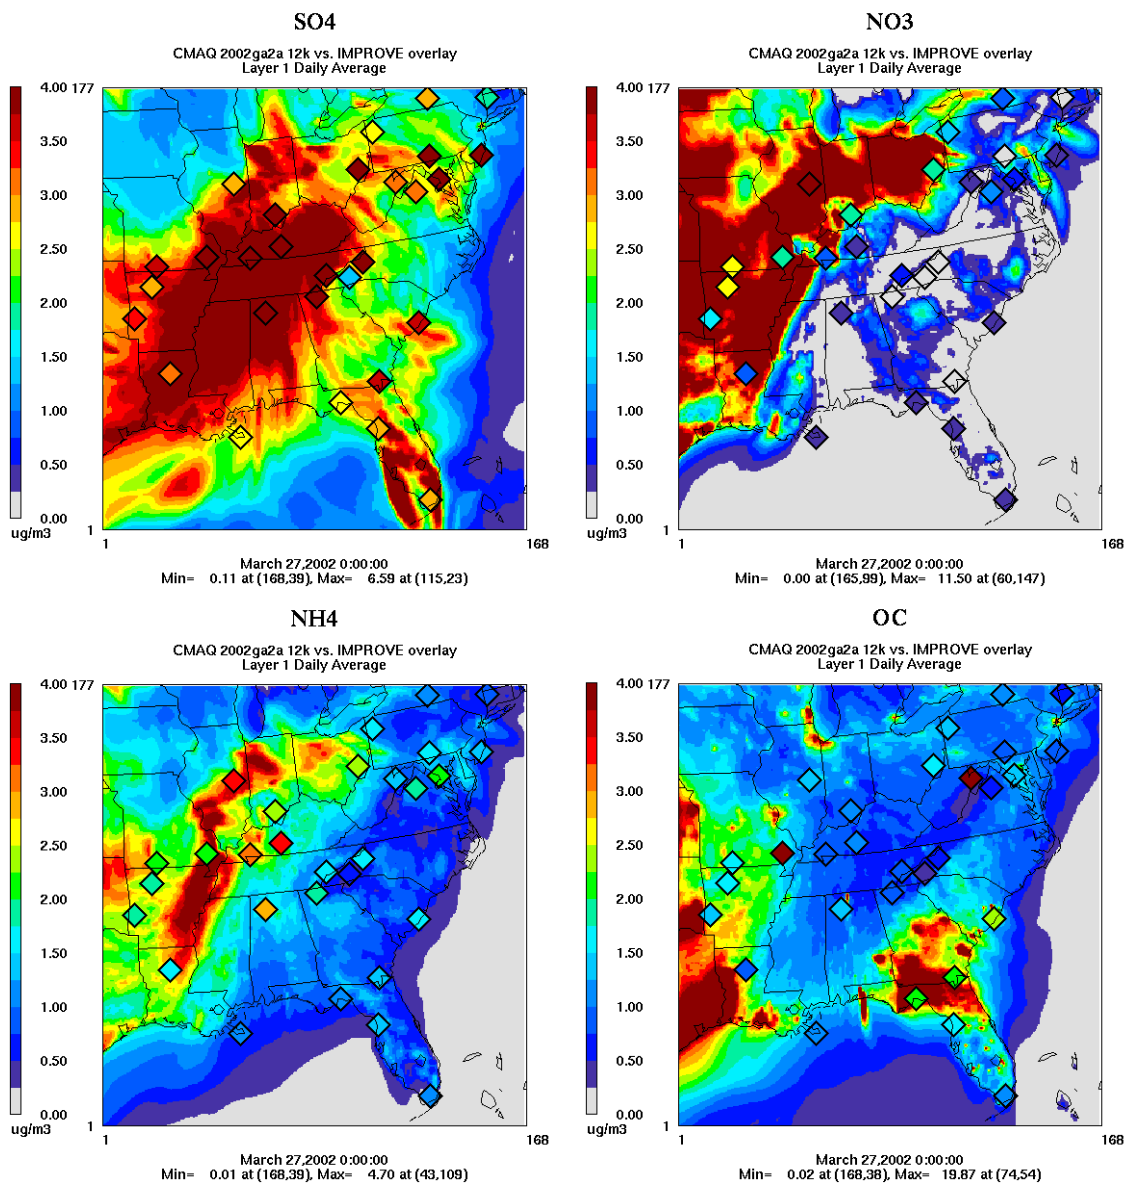 SO4
CMAQ 2002ga2a 12k vs. IMPROVE overlay
Layer 1 Daily Average
4.00 177
3.50
3.00
2.50
2.00
1.50
1.00
0.50
0.00
ug/m3
1
1 168
March 27,2002 0:00:00
Min= 0.11 at (168,39), Max= 6.59 at (115,23)
NO3
CMAQ 2002ga2a 12k vs. IMPROVE overlay
Layer 1 Daily Average
4.00 177
3.50
3.00
2.50
2.00
1.50
1.00
0.50
0.00
ug/m3
1
1 168
March 27,2002 0:00:00
Min= 0.00 at (165,99), Max= 11.50 at (60,147)
NH4
CMAQ 2002ga2a 12k vs. IMPROVE overlay
Layer 1 Daily Average
4.00 177
3.50
3.00
2.50
2.00
1.50
1.00
0.50
0.00
ug/m3
1
1 168
March 27,2002 0:00:00
Min= 0.01 at (168,39), Max= 4.70 at (43,109)
OC
CMAQ 2002ga2a 12k vs. IMPROVE overlay
Layer 1 Daily Average
4.00 177
3.50
3.00
2.50
2.00
1.50
1.00
0.50
0.00
ug/m3
1
1 168
March 27,2002 0:00:00
Min= 0.02 at (168,38), Max= 19.87 at (74,54)